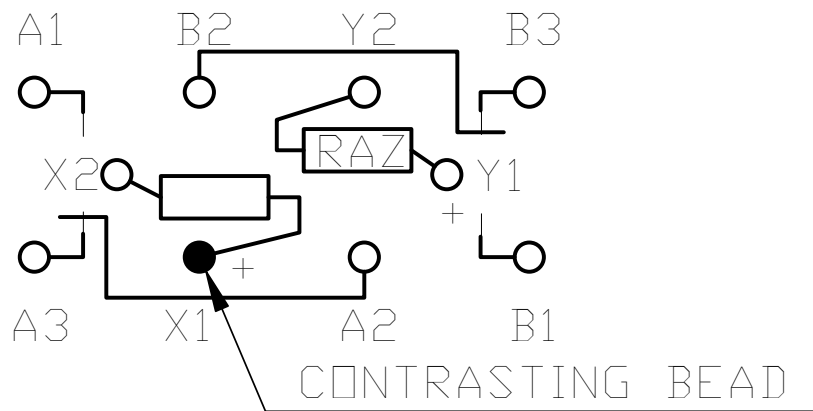 A1 B2 Y2 B3
RAZ
X2 Y1
+
+
A3 X1 A2 B1
CONTRASTING BEAD